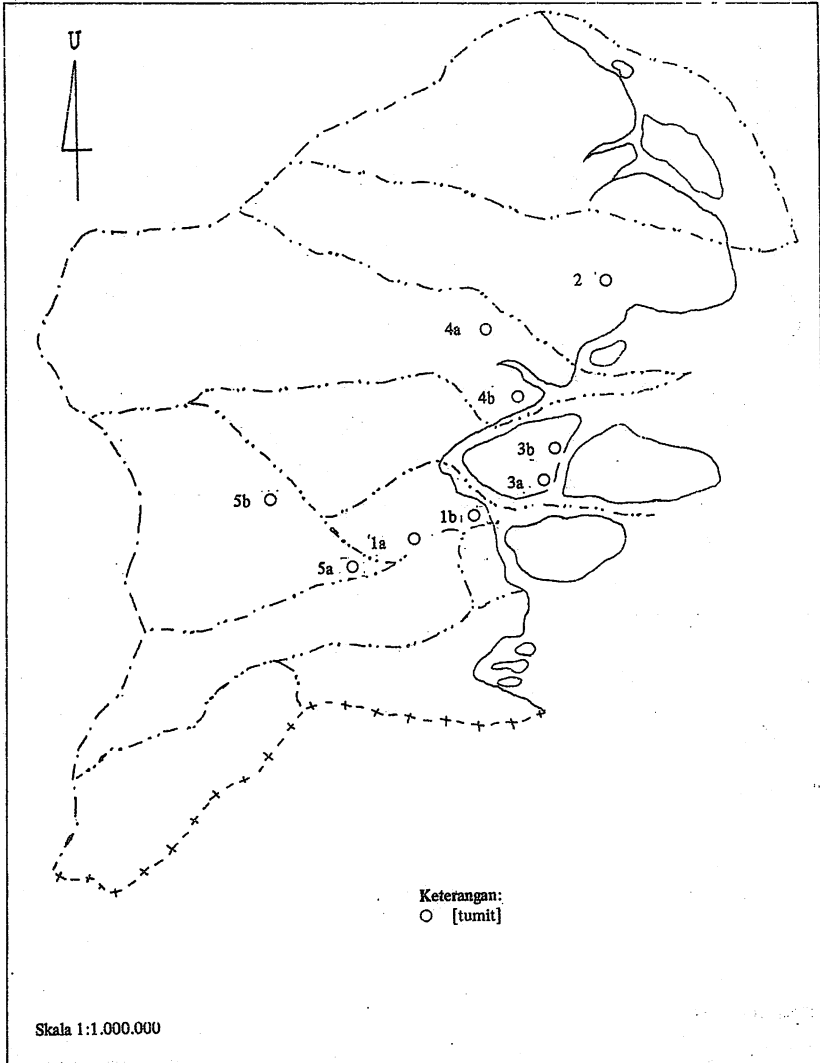 U
2
4a
4b
3b
3a
5b
1b
1a
5a
Keterangan:
[tumit]
Skala 1:1.000.000